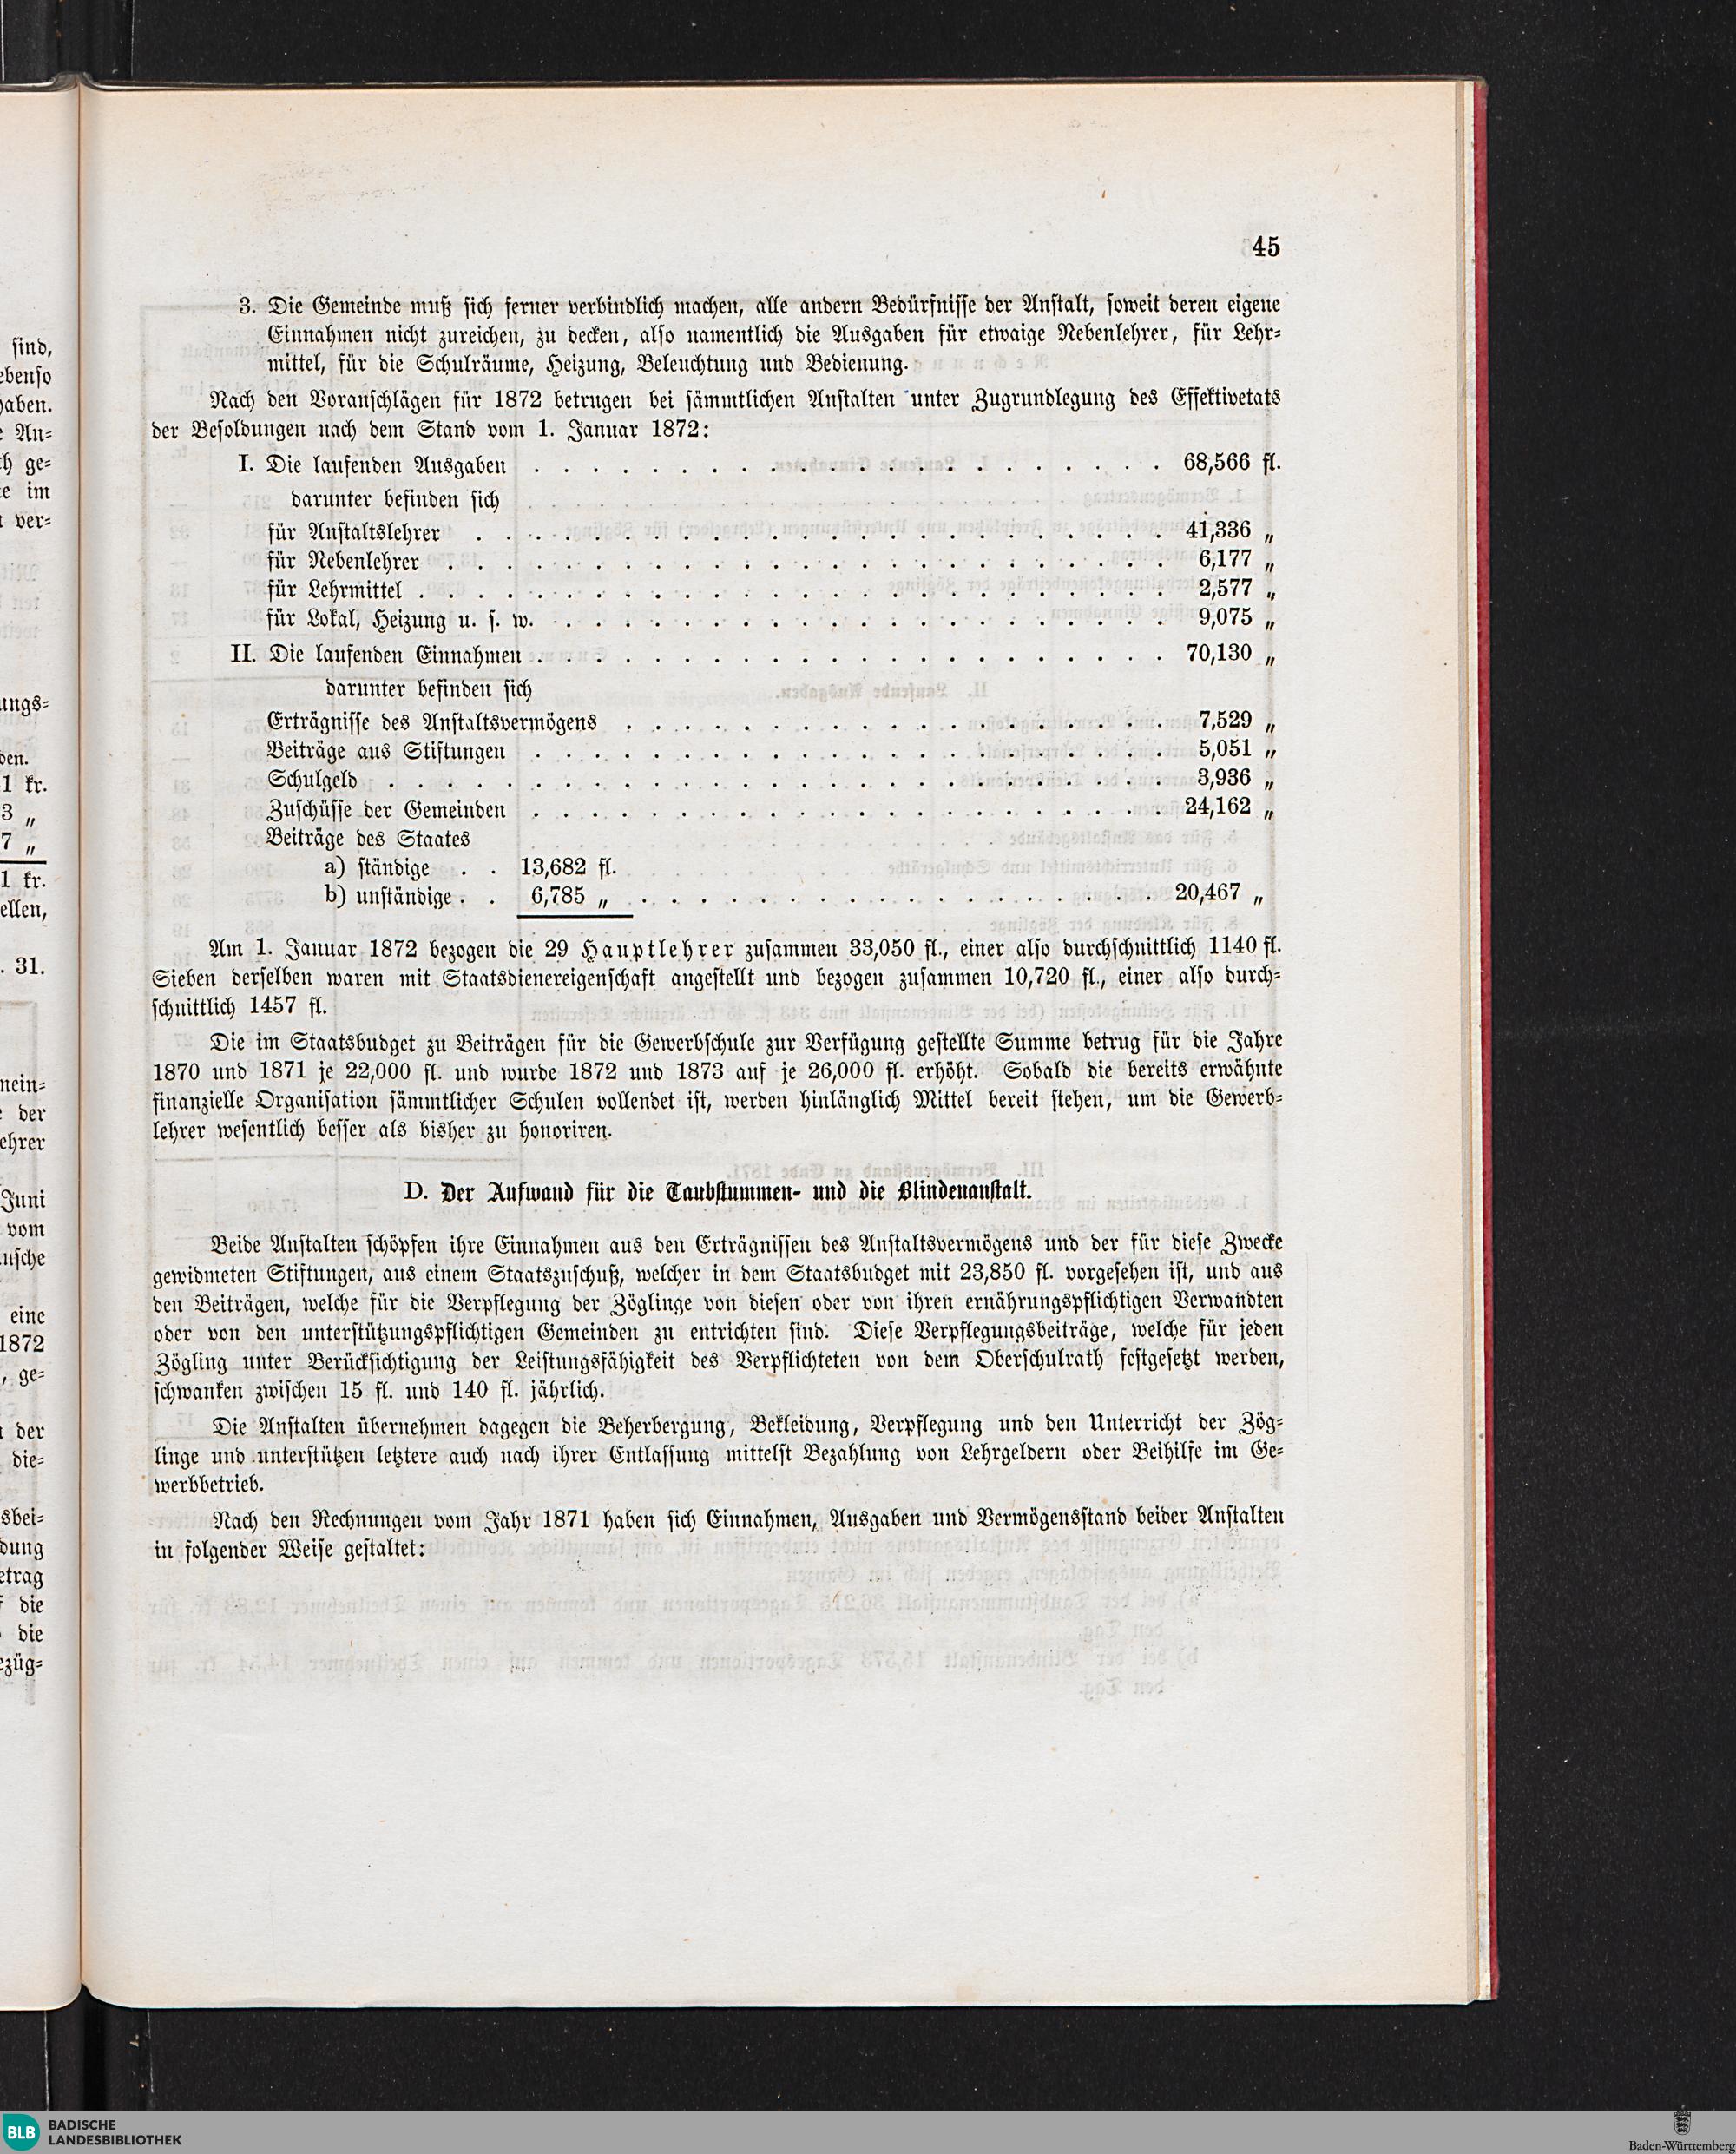 45
3. Die Gemeinde muß sich ferner verbindlich machen, alle andern Bedürfnisse der Anstalt, soweit deren eigene
Einnahmen nicht zureichen, zu decken, also namentlich die Ausgaben für etwaige Nebenlehrer, für Lehr-
mittel, für die Schulräume, Heizung, Beleuchtung und Bedienung.
Nach den Voranschlägen für 1872 betrugen bei sämmtlichen Anstalten unter Zugrundlegung des Effektivetats
der Besoldungen nach dem Stand vom 1. Januar 1872:
I. Die laufenden Ausgaben . . . . . . . . . . . . . . . . . . . . . . 68,566 fl.
darunter befinden sich
für Anstaltslehrer . . . . . . . . . . . . . . . . . . . . . . . . 41,336 „
für Nebenlehrer . . . . . . . . . . . . . . . . . . . . . . . . . 6,177 „
für Lehrmittel . . . . . . . . . . . . . . . . . . . . . . . . . . 2,577 „
für Lokal, Heizung u. s. w. . . . . . . . . . . . . . . . . . . . . . 9,075 „
II. Die laufenden Einnahmen . . . . . . . . . . . . . . . . . . . . . . 70,130 „
darunter befinden sich
Erträgnisse des Anstaltsvermögens . . . . . . . . . . . . . . . . . . . 7,529 „
Beiträge aus Stiftungen . . . . . . . . . . . . . . . . . . . . . . 5,051 „
Schulgeld . . . . . . . . . . . . . . . . . . . . . . . . . . . 3,936 „
Zuschüsse der Gemeinden . . . . . . . . . . . . . . . . . . . . . . 24,162 „
Beiträge des Staates
a) ständige . . 13,682 fl.
b) unständige . . 6,785 „ . . . . . . . . . . . . . . . . . . 20,467 „
Am 1. Januar 1872 bezogen die 29 Hauptlehrer zusammen 33,050 fl., einer also durchschnittlich 1140 fl.
Sieben derselben waren mit Staatsdienereigenschaft angestellt und bezogen zusammen 10,720 fl., einer also durch-
schnittlich 1457 fl.
Die im Staatsbudget zu Beiträgen für die Gewerbschule zur Verfügung gestellte Summe betrug für die Jahre
1870 und 1871 je 22,000 fl. und wurde 1872 und 1873 auf je 26,000 fl. erhöht. Sobald die bereits erwähnte
finanzielle Organisation sämmtlicher Schulen vollendet ist, werden hinlänglich Mittel bereit stehen, um die Gewerb-
lehrer wesentlich besser als bisher zu honoriren.
D. Der Aufwand für die Taubstummen- und die Blindenanstalt.
Beide Anstalten schöpfen ihre Einnahmen aus den Erträgnissen des Anstaltsvermögens und der für diese Zwecke
gewidmeten Stiftungen, aus einem Staatszuschuß, welcher in dem Staatsbudget mit 23,850 fl. vorgesehen ist, und aus
den Beiträgen, welche für die Verpflegung der Zöglinge von diesen oder von ihren ernährungspflichtigen Verwandten
oder von den unterstützungspflichtigen Gemeinden zu entrichten sind. Diese Verpflegungsbeiträge, welche für jeden
Zögling unter Berücksichtigung der Leistungsfähigkeit des Verpflichteten von dem Oberschulrath festgesetzt werden,
schwanken zwischen 15 fl. und 140 fl. jährlich.
Die Anstalten übernehmen dagegen die Beherbergung, Bekleidung, Verpflegung und den Unterricht der Zög-
linge und unterstützen letztere auch nach ihrer Entlassung mittelst Bezahlung von Lehrgeldern oder Beihilfe im Ge-
werbbetrieb.
Nach den Rechnungen vom Jahr 1871 haben sich Einnahmen, Ausgaben und Vermögensstand beider Anstalten
in folgender Weise gestaltet:
BLB BADISCHE
LANDESBIBLIOTHEK
Baden-Württemberg